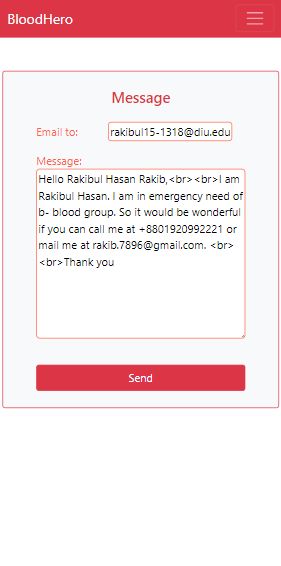 BloodHero
Message
Email to: rakibul15-1318@diu.edu
Message:
Hello Rakibul Hasan Rakib,<br><br>I am
Rakibul Hasan. I am in emergency need of
b- blood group. So it would be wonderful
if you can call me at +8801920992221 or
mail me at rakib.7896@gmail.com. <br>
<br>Thank you
Send